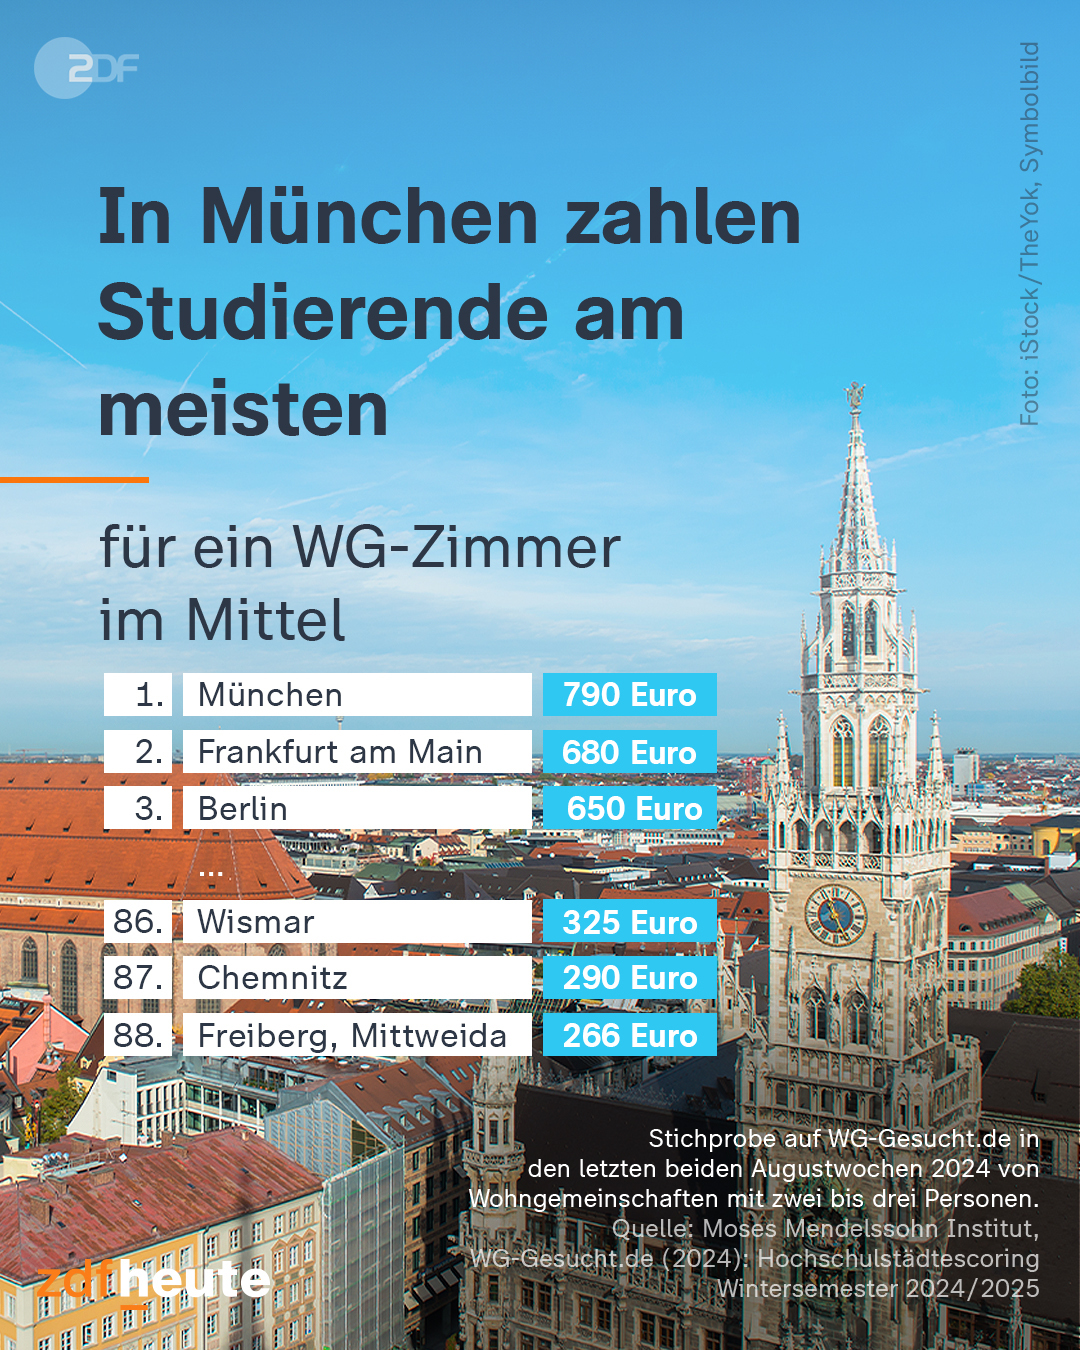 ZDF
Foto: iStock/TheYok, Symbolbild
In München zahlen
Studierende am
meisten
für ein WG-Zimmer
im Mittel
1. München 790 Euro
2. Frankfurt am Main 680 Euro
3. Berlin 650 Euro
...
86. Wismar 325 Euro
87. Chemnitz 290 Euro
88. Freiberg, Mittweida 266 Euro
Stichprobe auf WG-Gesucht.de in
den letzten beiden Augustwochen 2024 von
Wohngemeinschaften mit zwei bis drei Personen.
Quelle: Moses Mendelssohn Institut,
WG-Gesucht.de (2024): Hochschulstädtescoring
Wintersemester 2024/2025
zdfheute